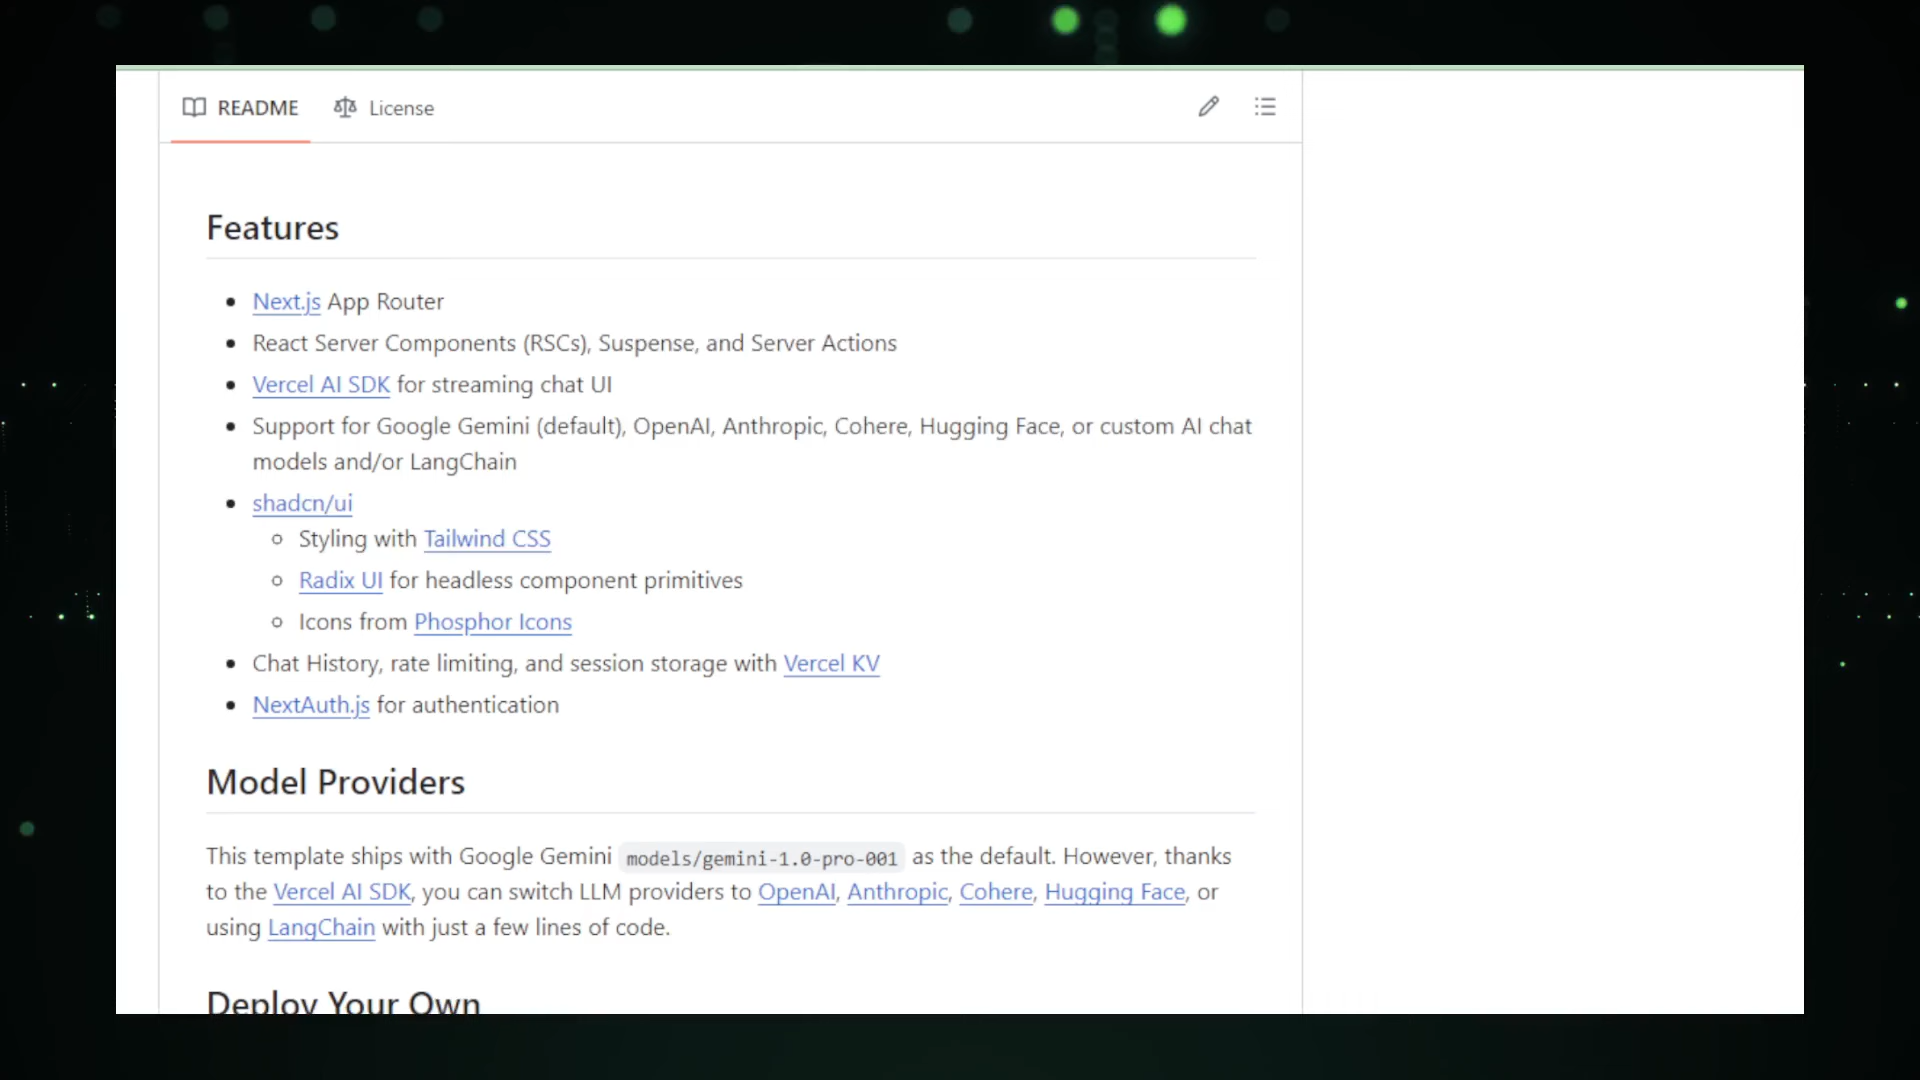 README License
Features
Next.js App Router
React Server Components (RSCs), Suspense, and Server Actions
Vercel AI SDK for streaming chat UI
Support for Google Gemini (default), OpenAI, Anthropic, Cohere, Hugging Face, or custom AI chat
models and/or LangChain
shadcn/ui
Styling with Tailwind CSS
Radix UI for headless component primitives
Icons from Phosphor Icons
Chat History, rate limiting, and session storage with Vercel KV
NextAuth.js for authentication
Model Providers
This template ships with Google Gemini models/gemini-1.0-pro-001 as the default. However, thanks
to the Vercel AI SDK, you can switch LLM providers to OpenAI, Anthropic, Cohere, Hugging Face, or
using LangChain with just a few lines of code.
Deploy Your Own